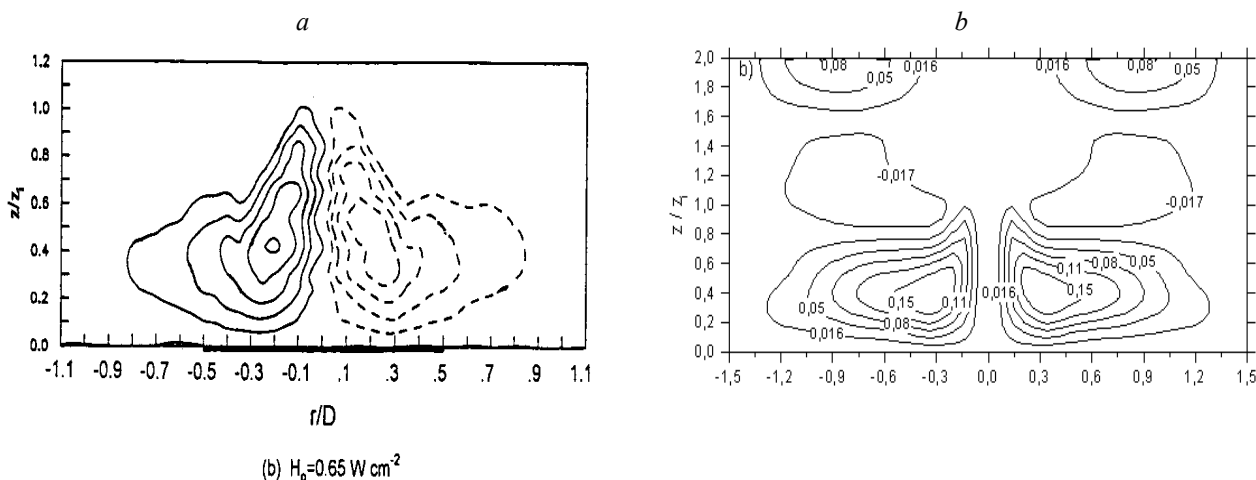 a
1.2
1.0
0.8
0.6
0.4
0.2
0.0
z/zᵢ
-1.1 -0.9 -0.7 -0.5 -0.3 -0.1 .1 .3 .5 .7 .9 1.1
r/D
(b) H₀=0.65 W cm⁻²
b
b)
2,0
1,8
1,6
1,4
1,2
1,0
0,8
0,6
0,4
0,2
0,0
z / zᵢ
0,08 0,016 0,016 0,08
0,05 0,05
-0,017
-0,017
0,11 0,08 0,05
0,15 0,11 0,016 0,15
0,05
0,08
0,016
-1,5 -1,2 -0,9 -0,6 -0,3 0,0 0,3 0,6 0,9 1,2 1,5